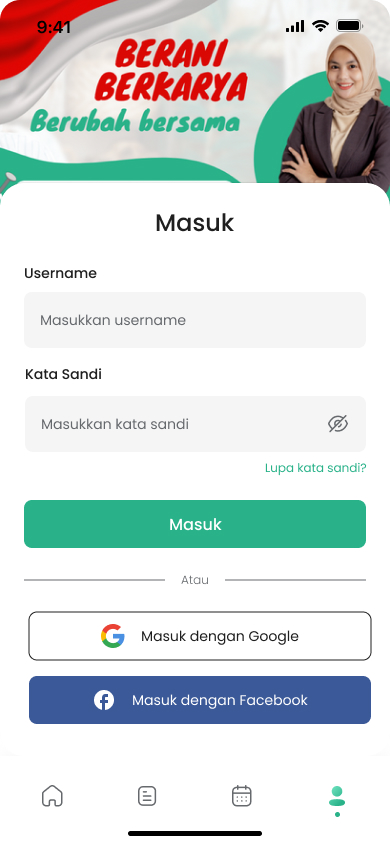 9:41
BERANI
BERKARYA
Berubah bersama
Masuk
Username
Masukkan username
Kata Sandi
Masukkan kata sandi
Lupa kata sandi?
Masuk
Atau
Masuk dengan Google
Masuk dengan Facebook